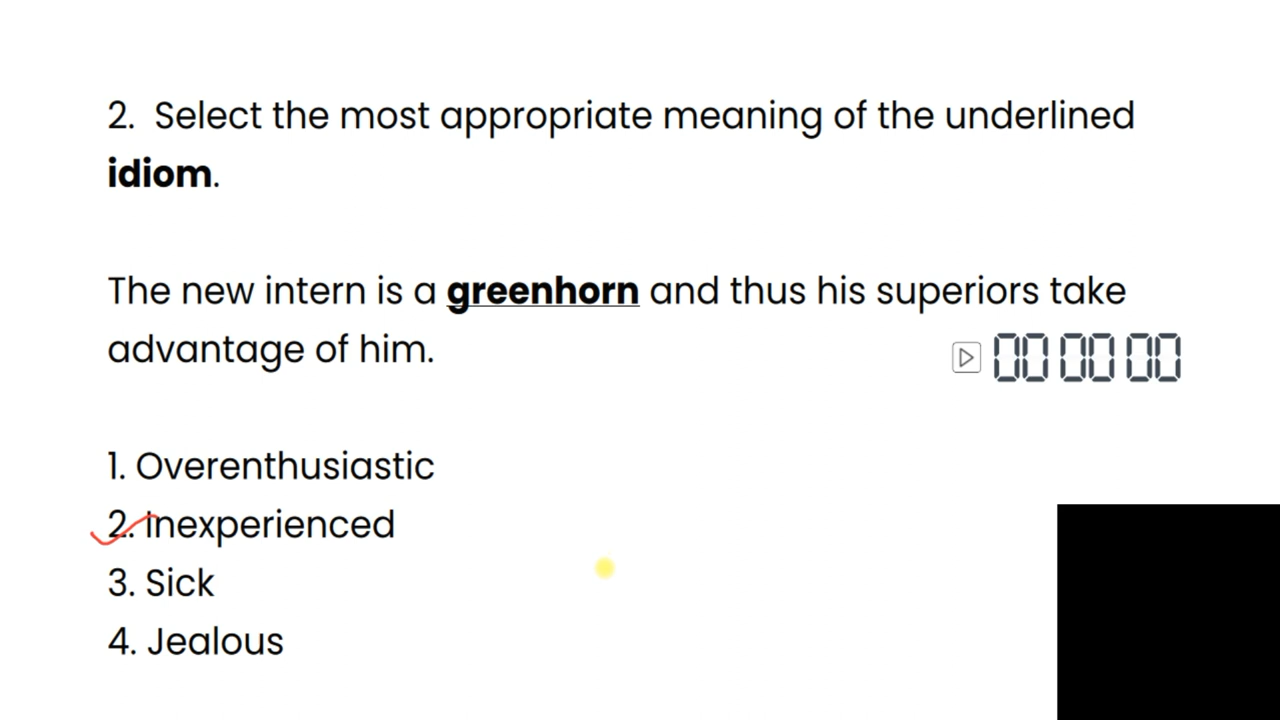 2. Select the most appropriate meaning of the underlined
idiom.
The new intern is a greenhorn and thus his superiors take
advantage of him.
00 00 00
1. Overenthusiastic
2. Inexperienced
3. Sick
4. Jealous